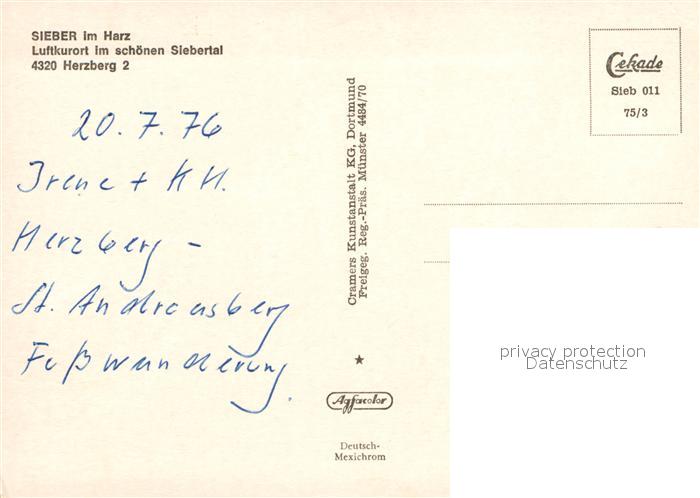 SIEBER im Harz
Luftkurort im schönen Siebertal
4320 Herzberg 2
20.7.76
Irene + KH.
Herzberg –
St. Andreasberg
Fußwanderung.
Cramers Kunstanstalt KG, Dortmund
Freigeg. Reg.-Präs. Münster 4484/70
Agfacolor
Deutsch-
Mexichrom
Cekade
Sieb 011
75/3
privacy protection
Datenschutz